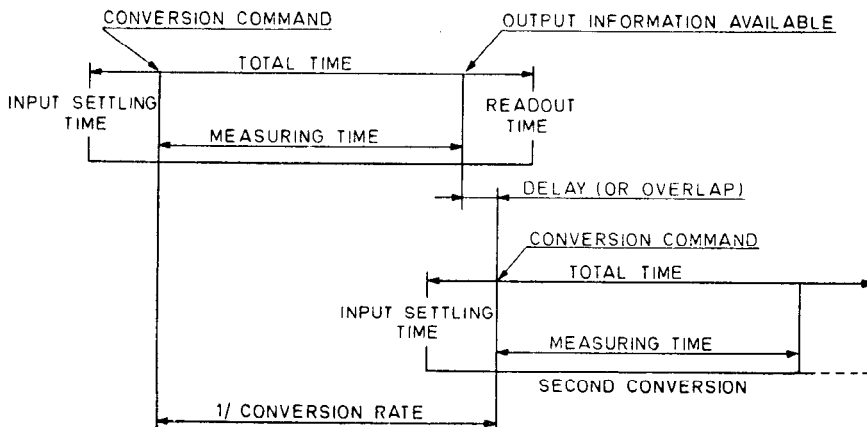 CONVERSION COMMAND
OUTPUT INFORMATION AVAILABLE
TOTAL TIME
INPUT SETTLING
TIME
READOUT
TIME
MEASURING TIME
DELAY (OR OVERLAP)
CONVERSION COMMAND
TOTAL TIME
INPUT SETTLING
TIME
MEASURING TIME
SECOND CONVERSION
1/ CONVERSION RATE